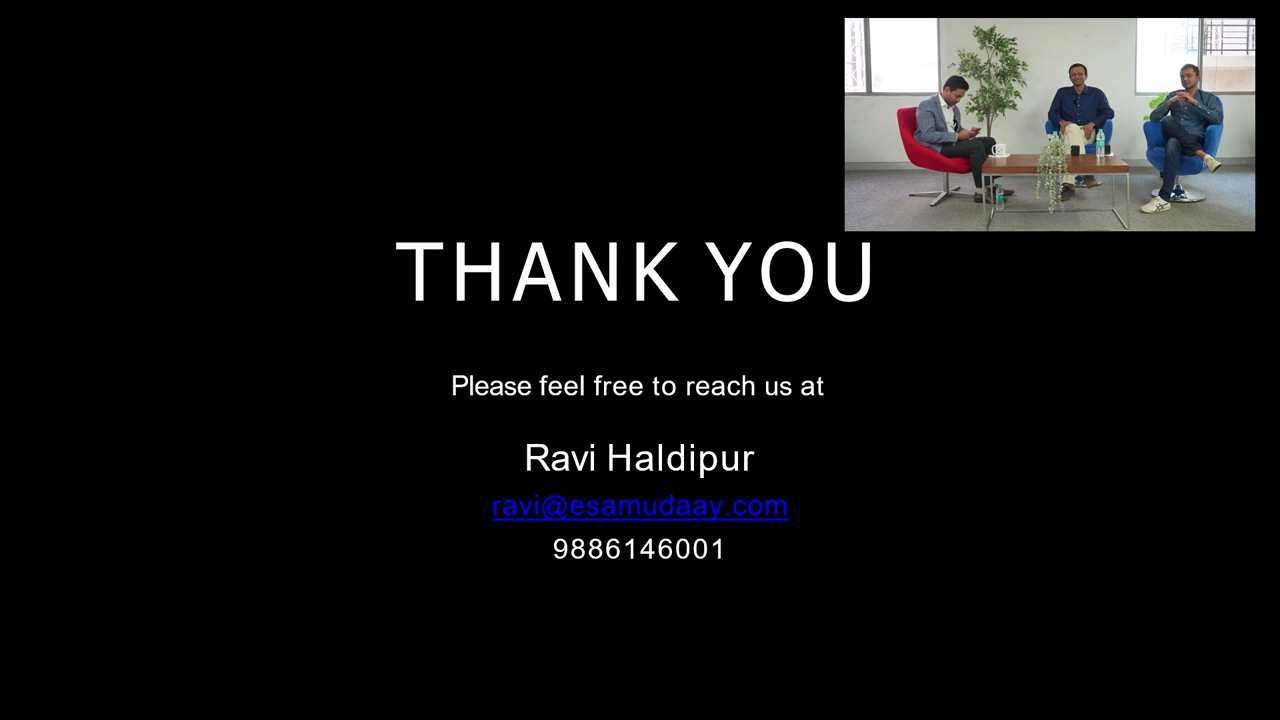 THANK YOU
Please feel free to reach us at
Ravi Haldipur
ravi@esamudaay.com
9886146001